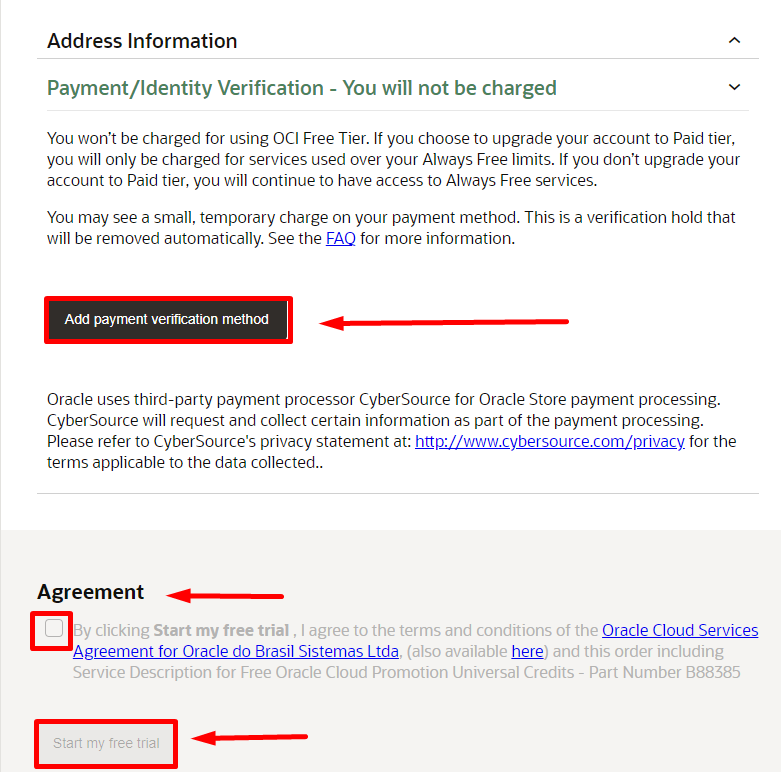 Address Information
Payment/Identity Verification - You will not be charged
You won't be charged for using OCI Free Tier. If you choose to upgrade your account to Paid tier,
you will only be charged for services used over your Always Free limits. If you don't upgrade your
account to Paid tier, you will continue to have access to Always Free services.
You may see a small, temporary charge on your payment method. This is a verification hold that
will be removed automatically. See the FAQ for more information.
Add payment verification method
Oracle uses third-party payment processor CyberSource for Oracle Store payment processing.
CyberSource will request and collect certain information as part of the payment processing.
Please refer to CyberSource's privacy statement at: http://www.cybersource.com/privacy for the
terms applicable to the data collected..
Agreement
By clicking Start my free trial , I agree to the terms and conditions of the Oracle Cloud Services
Agreement for Oracle do Brasil Sistemas Ltda, (also available here) and this order including
Service Description for Free Oracle Cloud Promotion Universal Credits - Part Number B88385
Start my free trial